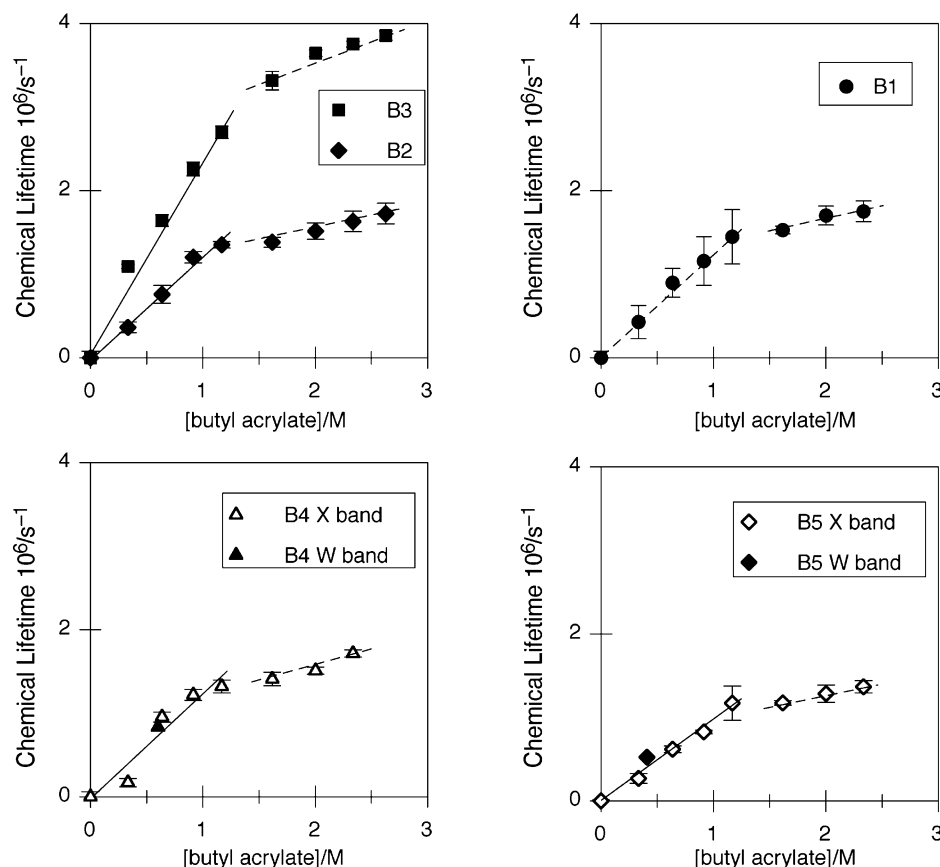 Chemical Lifetime 10⁶/s⁻¹
4
2
0
B3
B2
0 1 2 3
[butyl acrylate]/M
Chemical Lifetime 10⁶/s⁻¹
4
2
0
B1
0 1 2 3
[butyl acrylate]/M
Chemical Lifetime 10⁶/s⁻¹
4
2
0
B4 X band
B4 W band
0 1 2 3
[butyl acrylate]/M
Chemical Lifetime 10⁶/s⁻¹
4
2
0
B5 X band
B5 W band
0 1 2 3
[butyl acrylate]/M